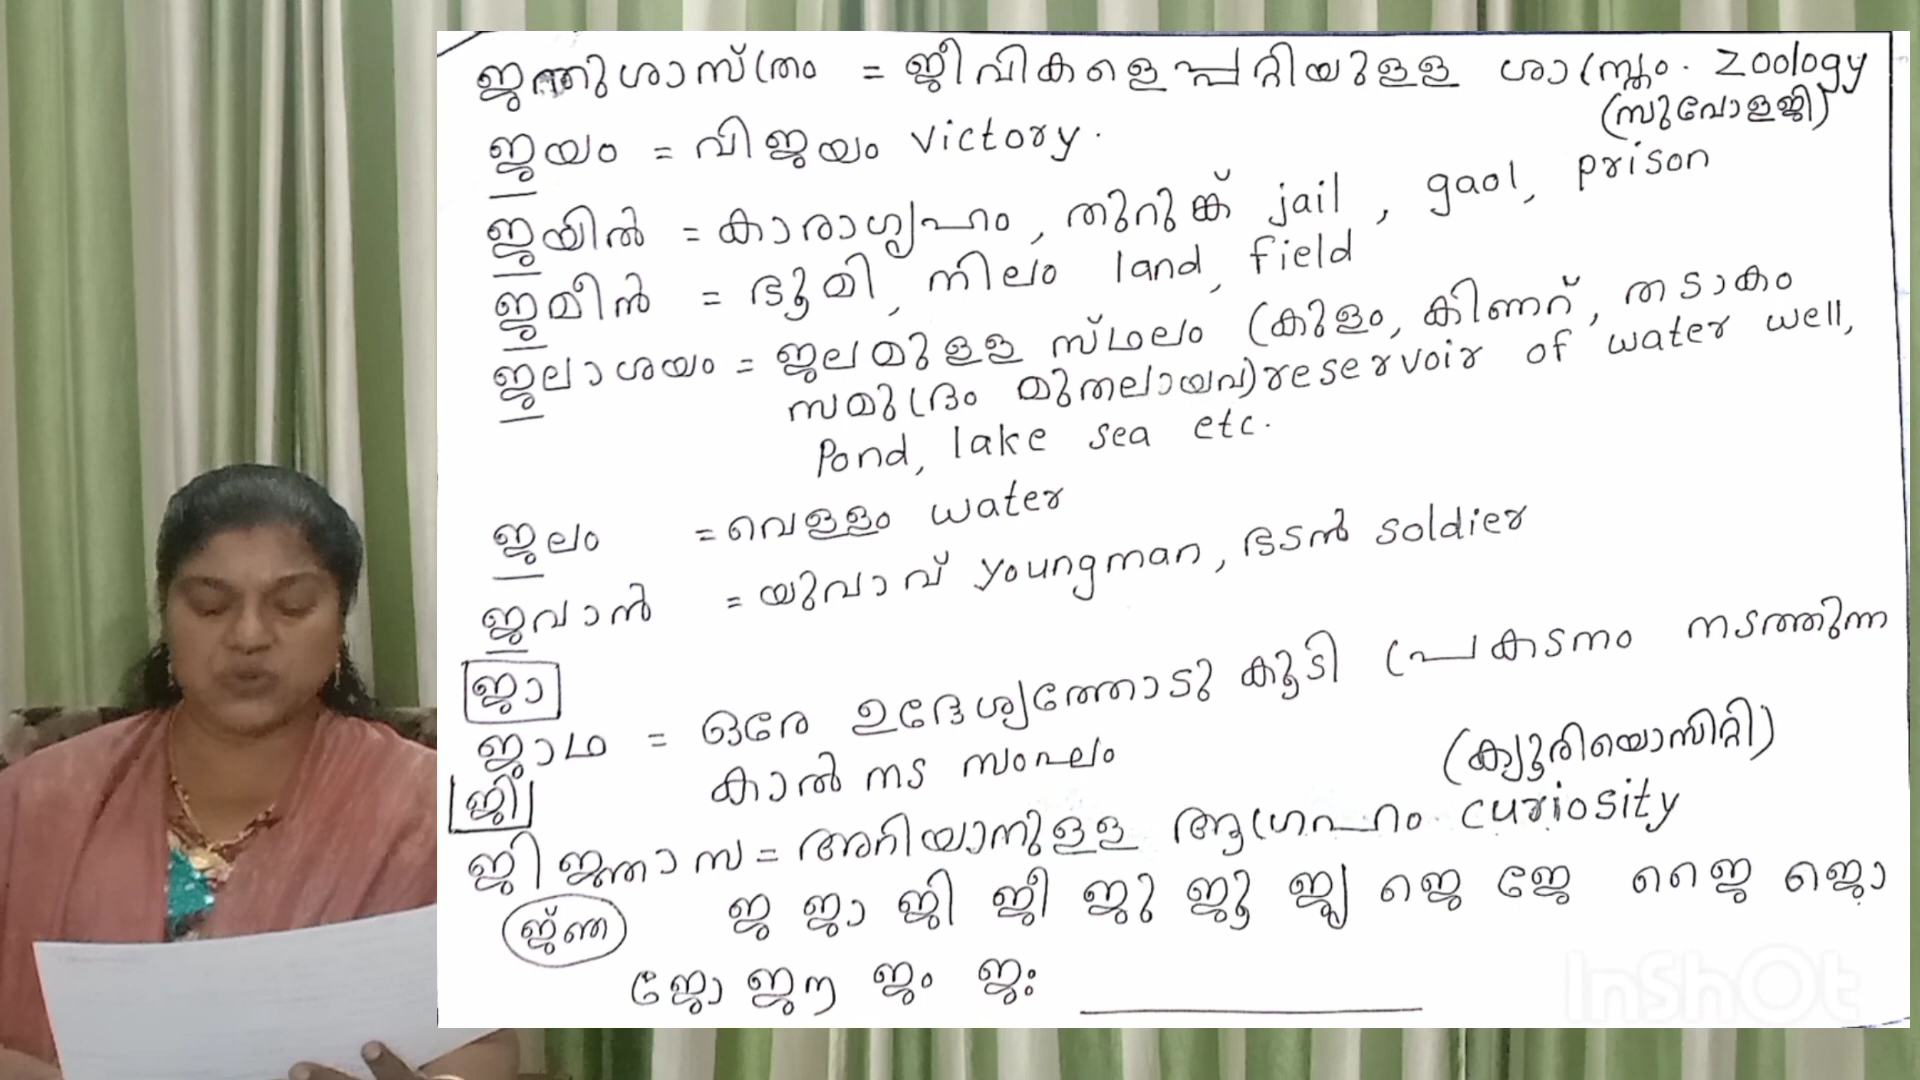 ജന്തുശാസ്ത്രം = ജീവികളെപ്പറ്റിയുള്ള ശാസ്ത്രം. Zoology
(സുവോളജി)
ജയം = വിജയം victory.
ജയിൽ = കാരാഗൃഹം, തുറുങ്ക് jail, gaol, prison
ജമീൻ = ഭൂമി, നിലം land, field
ജലാശയം = ജലമുള്ള സ്ഥലം (കുളം, കിണറ്, തടാകം
സമുദ്രം മുതലായവ) reservoir of water well,
Pond, lake sea etc.
ജലം = വെള്ളം water
ജവാൻ = യുവാവ് youngman, ഭടൻ soldier
ജാ
ജാഥ = ഒരേ ഉദ്ദേശ്യത്തോടു കൂടി പ്രകടനം നടത്തുന്ന
കാൽ നട സംഘം
(ക്യൂരിയൊസിറ്റി)
ജി
ജിജ്ഞാസ = അറിയാനുള്ള ആഗ്രഹം curiosity
ജ്ഞ ജ ജാ ജി ജീ ജു ജൂ ജൃ ജെ ജേ ജൈ ജൊ
ജോ ജൗ ജം ജഃ
InShOt